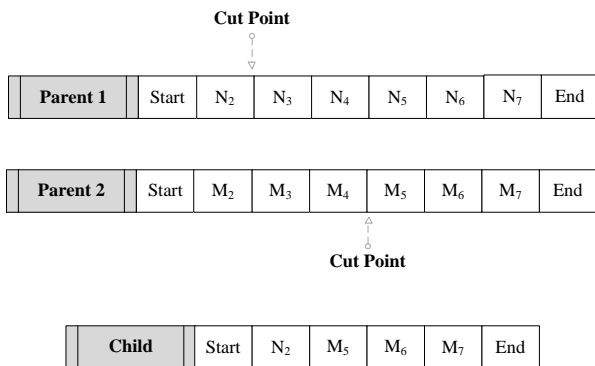 Cut Point
Parent 1 Start N₂ N₃ N₄ N₅ N₆ N₇ End
Parent 2 Start M₂ M₃ M₄ M₅ M₆ M₇ End
Cut Point
Child Start N₂ M₅ M₆ M₇ End